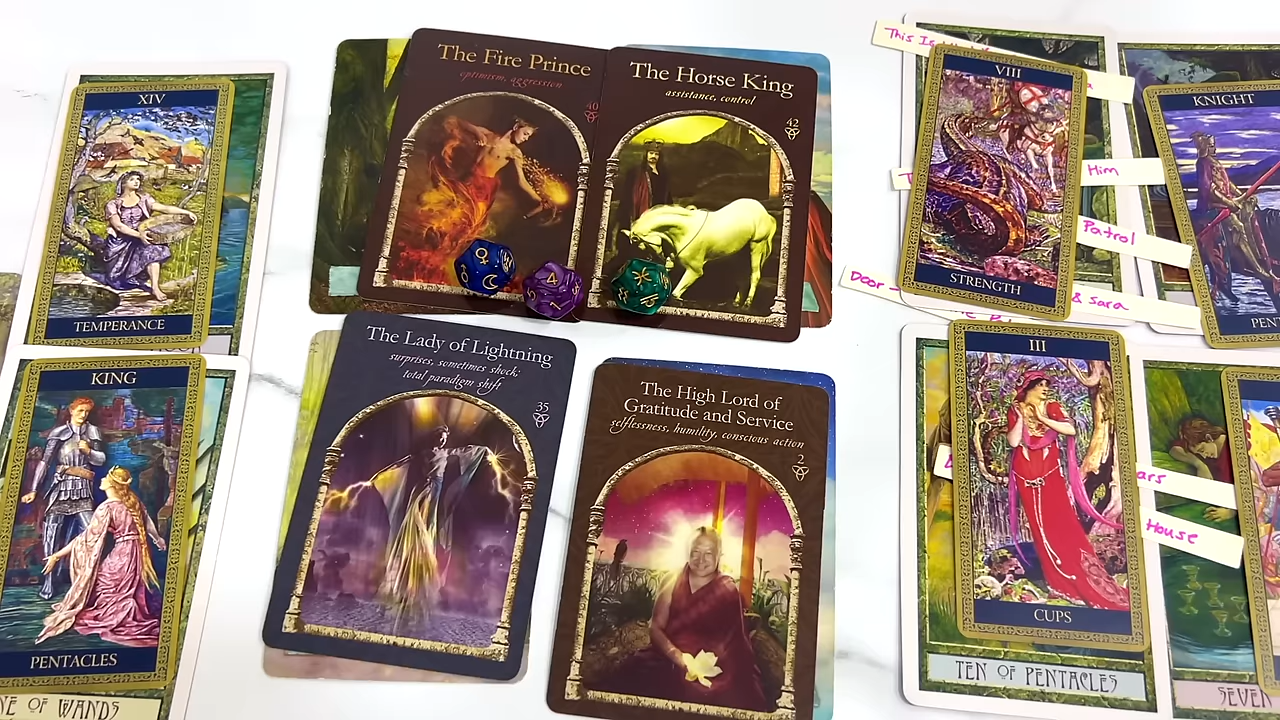 XIV
TEMPERANCE
KING
PENTACLES
OF WANDS
The Fire Prince
optimism, aggression
40
The Horse King
assistance, control
42
4
The Lady of Lightning
surprises, sometimes shock;
total paradigm shift
35
The High Lord of
Gratitude and Service
selflessness, humility, conscious action
2
This Is
VIII
STRENGTH
Him
Patrol
Door
& sara
KNIGHT
PENT
III
CUPS
ars
House
TEN OF PENTACLES
SEVEN